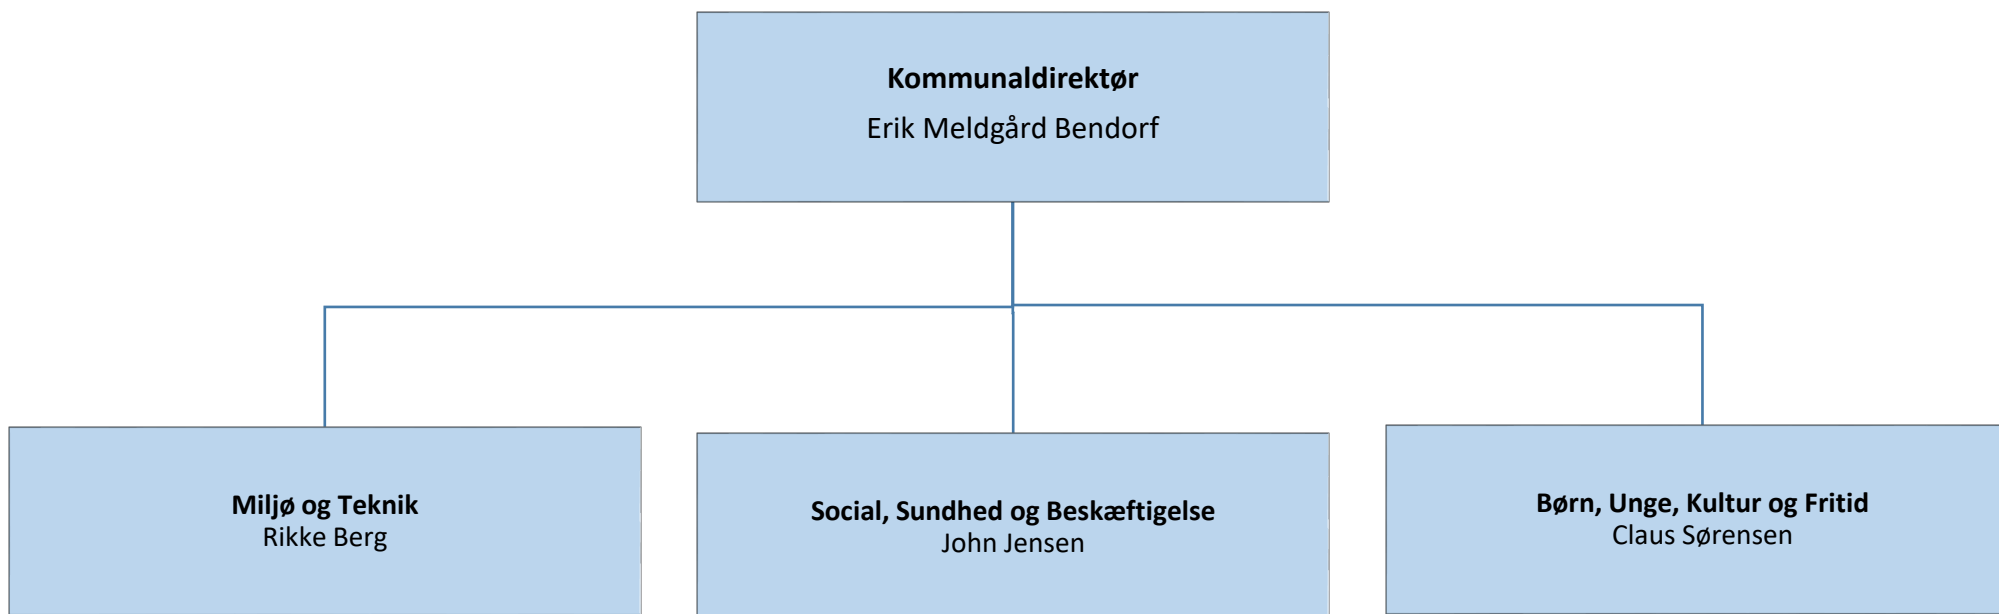 Kommunaldirektør
Erik Meldgård Bendorf
Miljø og Teknik
Rikke Berg
Social, Sundhed og Beskæftigelse
John Jensen
Børn, Unge, Kultur og Fritid
Claus Sørensen